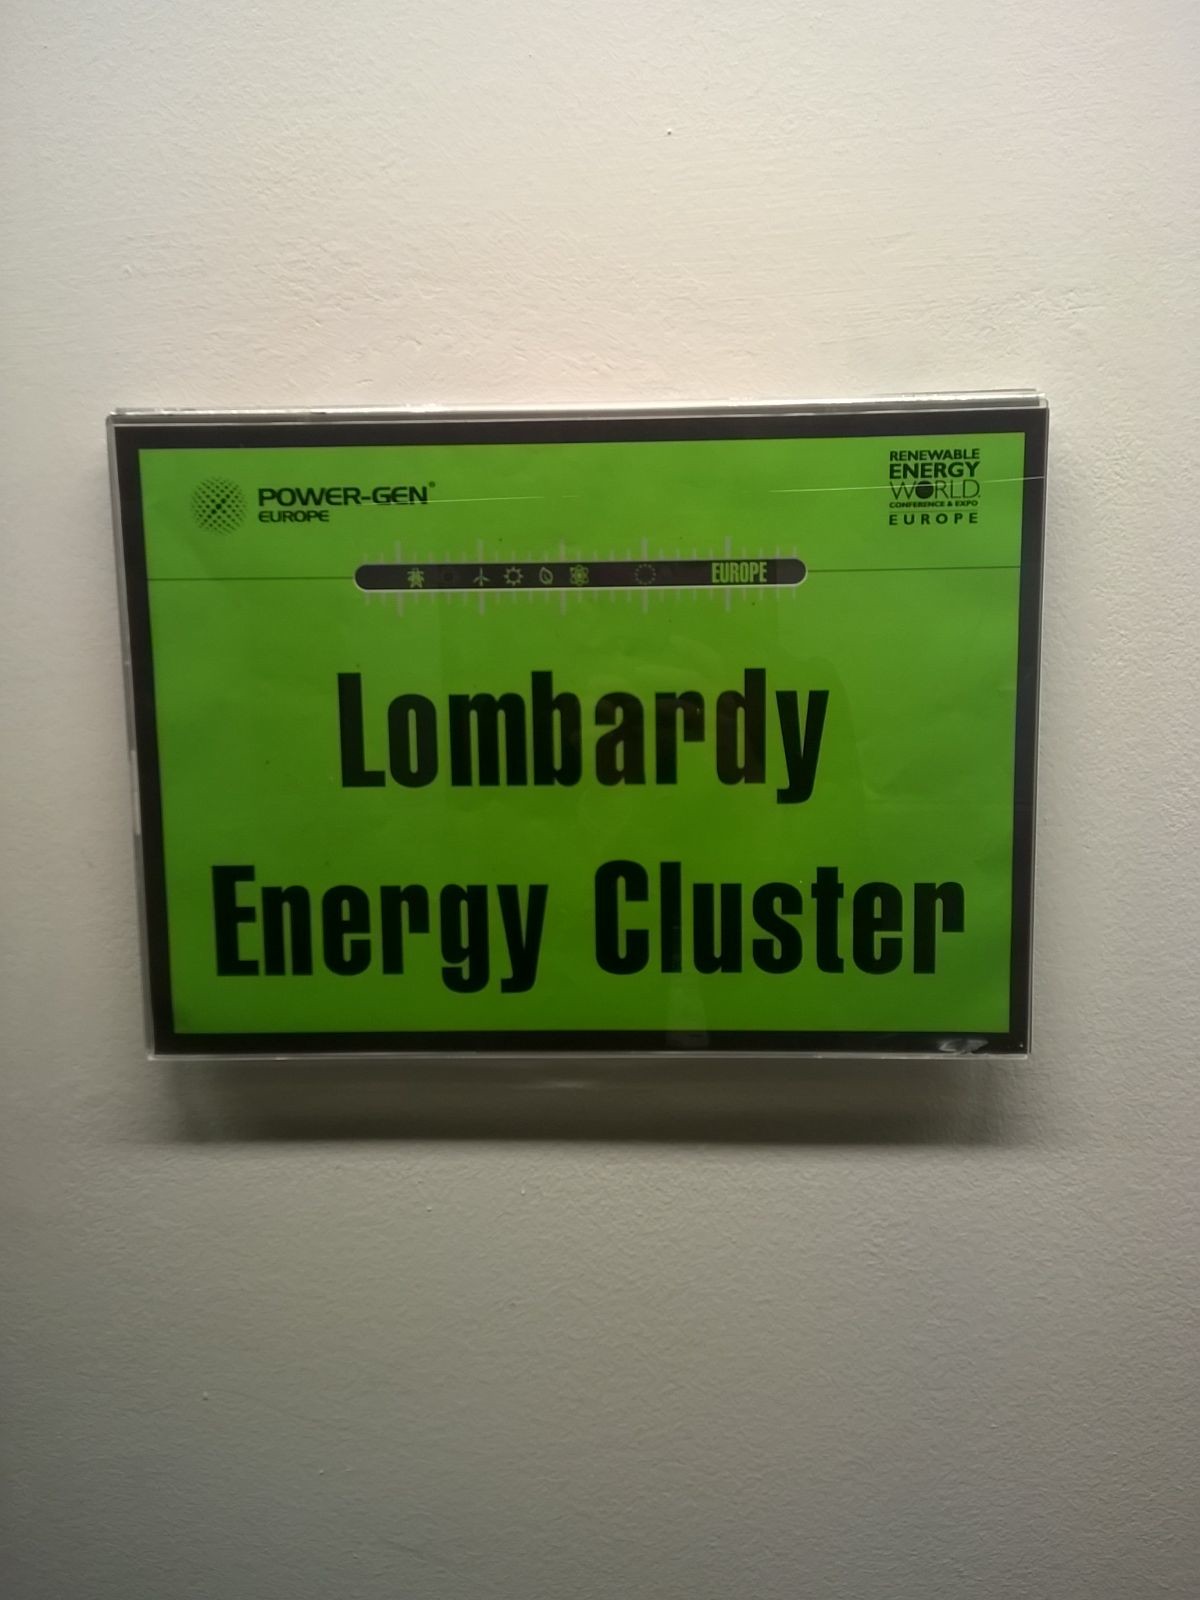 POWER-GEN®
EUROPE
RENEWABLE
ENERGY
WORLD
CONFERENCE & EXPO
EUROPE
EUROPE
Lombardy
Energy Cluster